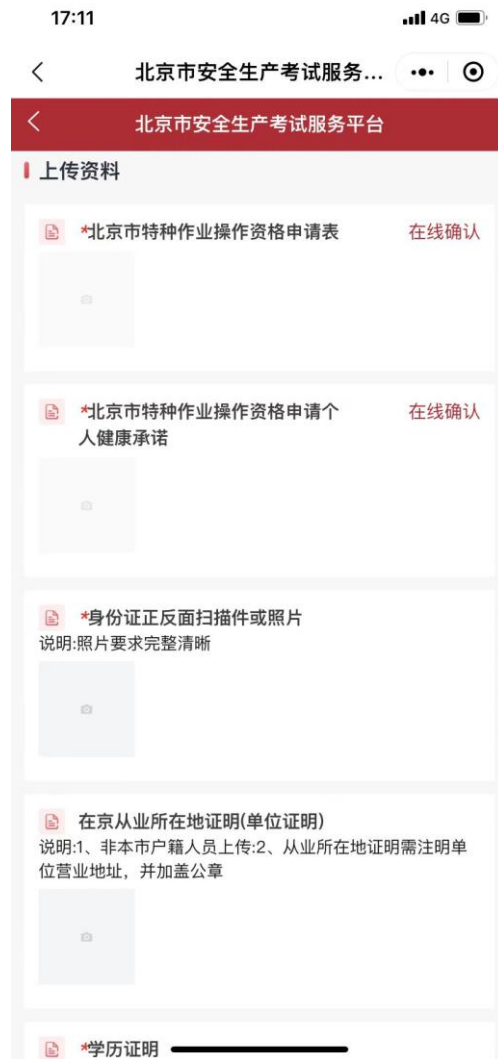 17:11
4G
北京市安全生产考试服务...
北京市安全生产考试服务平台
上传资料
*北京市特种作业操作资格申请表
在线确认
*北京市特种作业操作资格申请个
人健康承诺
在线确认
*身份证正反面扫描件或照片
说明:照片要求完整清晰
在京从业所在地证明(单位证明)
说明:1、非本市户籍人员上传:2、从业所在地证明需注明单
位营业地址，并加盖公章
*学历证明